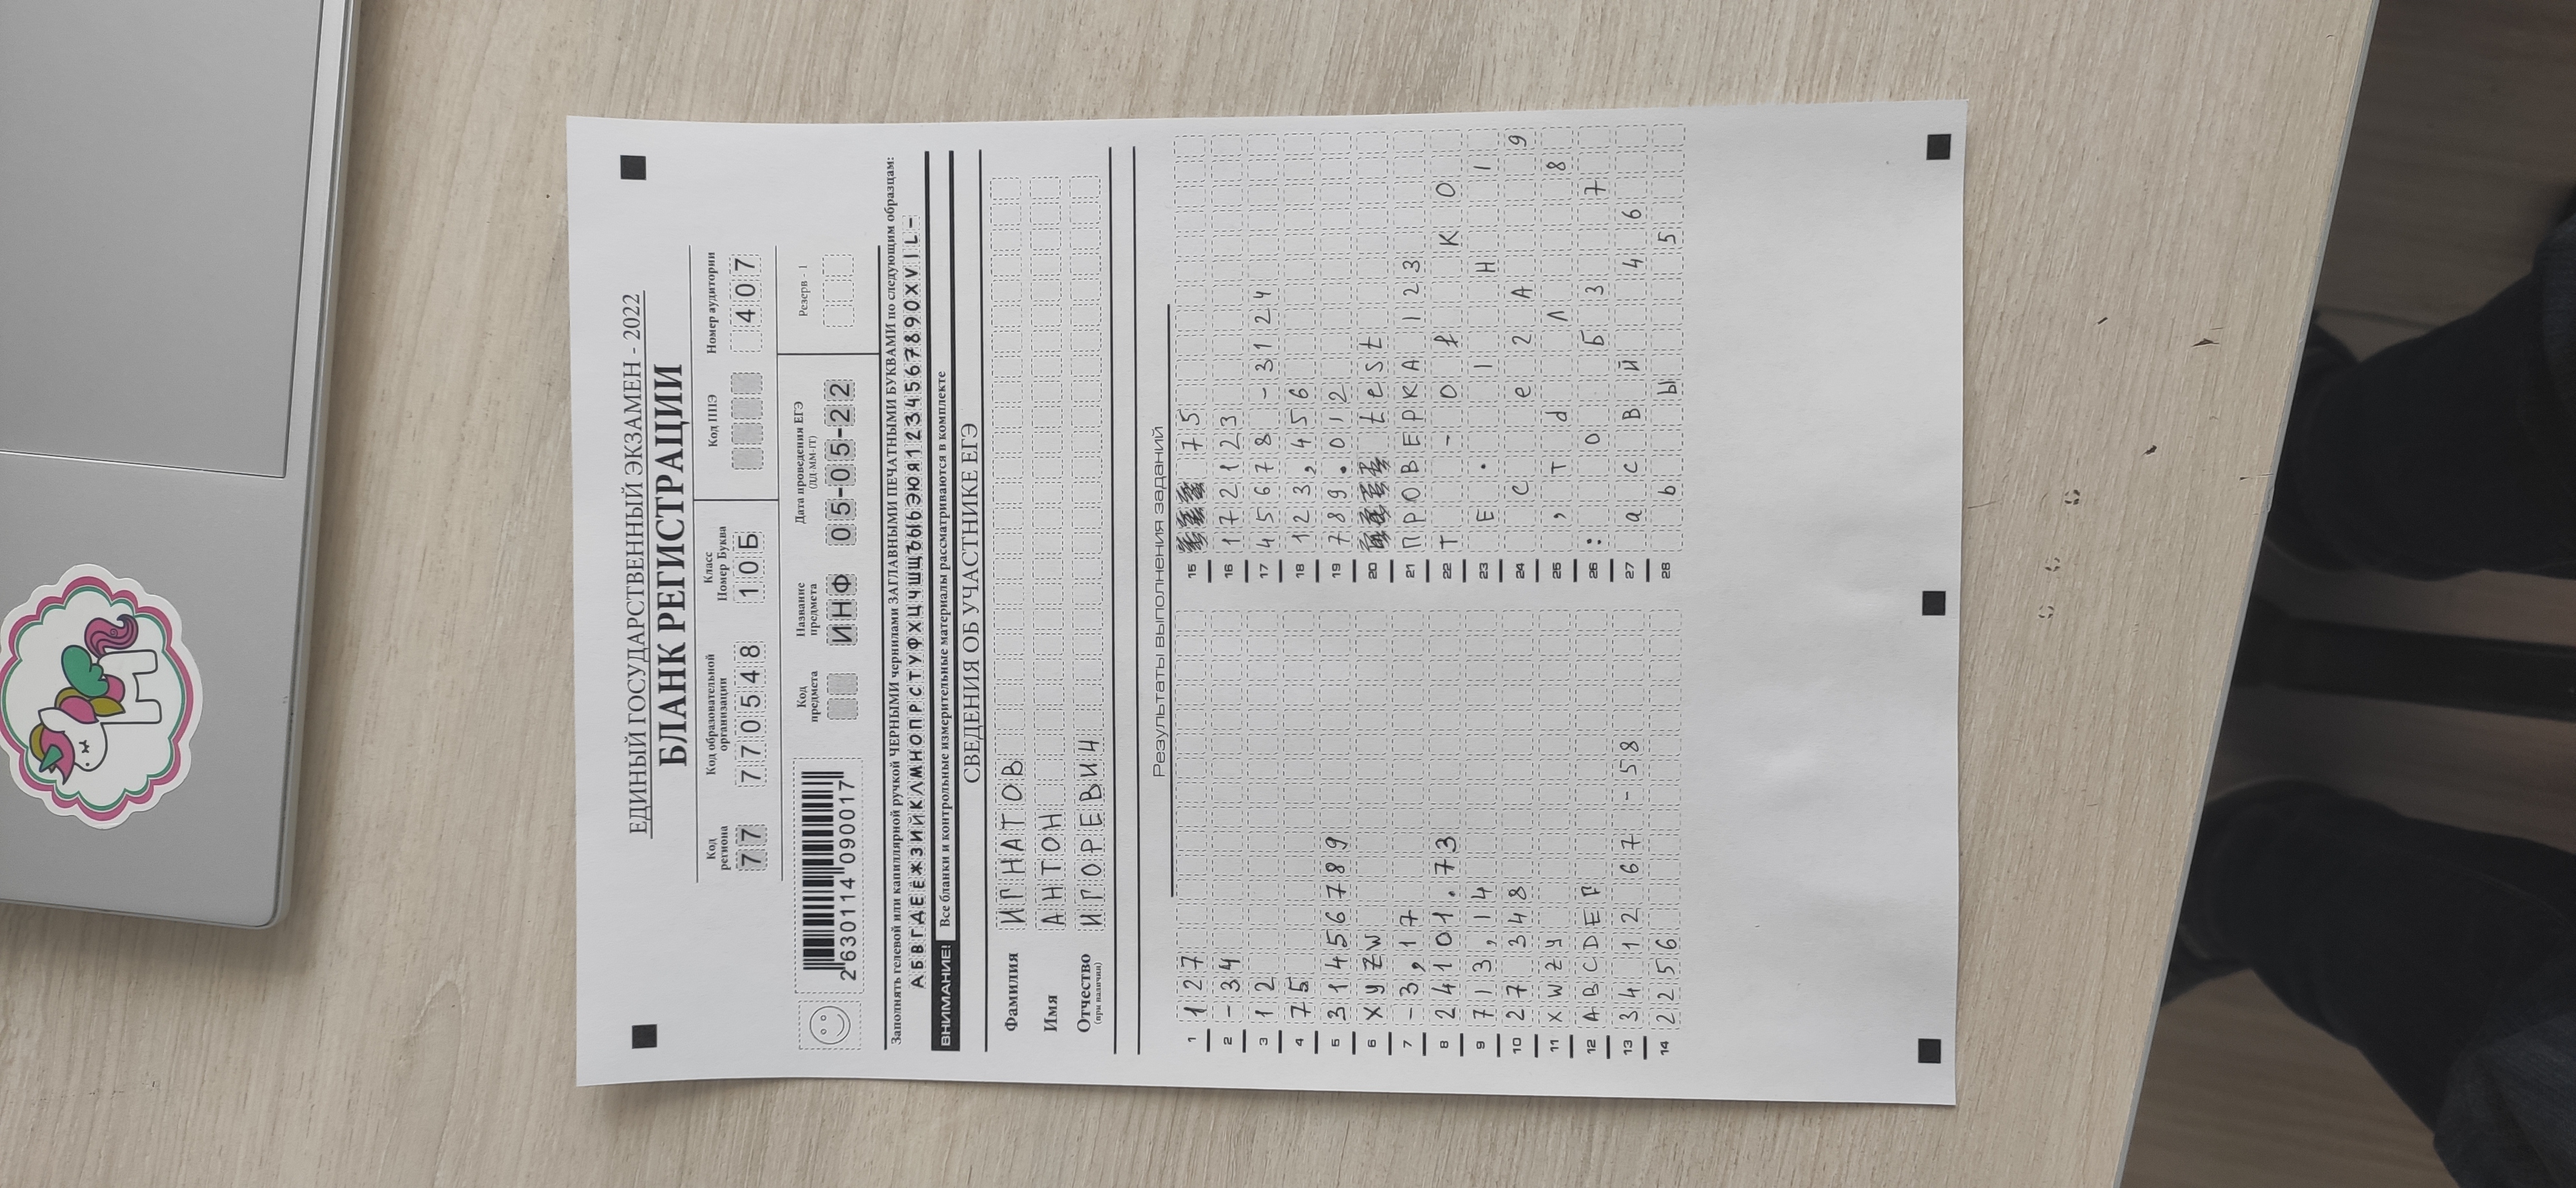 ЕДИНЫЙ ГОСУДАРСТВЕННЫЙ ЭКЗАМЕН - 2022
БЛАНК РЕГИСТРАЦИИ
Код региона
Код образовательной организации
Класс
Номер Буква
Код ППЭ
Номер аудитории
77
770548
10Б
407
2 630114 090017
Код предмета
Название предмета
Дата проведения ЕГЭ
(ДД-ММ-ГГ)
Резерв - 1
ИНФ
05-05-22
Заполнять гелевой или капиллярной ручкой ЧЕРНЫМИ чернилами ЗАГЛАВНЫМИ ПЕЧАТНЫМИ БУКВАМИ по следующим образцам:
АБВГДЕЁЖЗИЙКЛМНОПРСТУФХЦЧШЩЪЫЬЭЮЯ1234567890XVIL-
ВНИМАНИЕ! Все бланки и контрольные измерительные материалы рассматриваются в комплекте
СВЕДЕНИЯ ОБ УЧАСТНИКЕ ЕГЭ
Фамилия ИГНАТОВ
Имя АНТОН
Отчество ИГОРЕВИЧ
(при наличии)
Результаты выполнения заданий
1 127
2 -34
3 12
4 75
5 31456789
6 xyzw
7 -3,17
8 24101.73
9 713,14
10 27 348
11 xwzy
12 ABCDEF
13 34 12 67 -58
14 2256
15 75
16 172123
17 45678 -3124
18 123,456
19 789.012
20 test
21 ПРОВЕРКА 123
22 Т - О f К О
23 Е . 1 Н 1
24 С е 2 А 9
25 , т d Л 8
26 : 0 Б 3 7
27 а с В Й 4 6
28 ь Ы 5